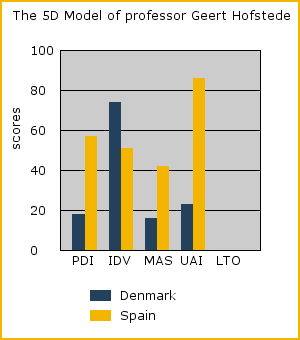 The 5D Model of professor Geert Hofstede
100
80
60
40
20
0
scores
PDI IDV MAS UAI LTO
Denmark
Spain